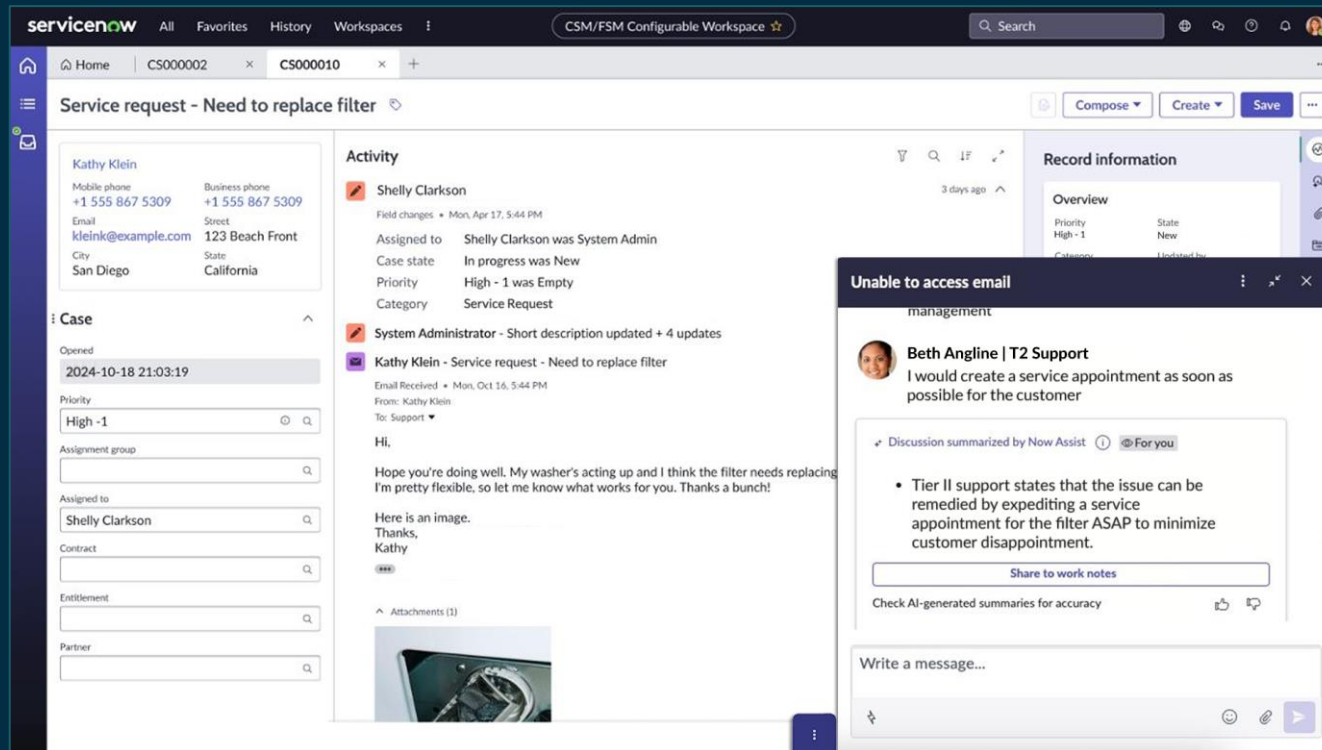 servicenow All Favorites History Workspaces CSM/FSM Configurable Workspace Search
Home CS000002 × CS000010 × +
Service request - Need to replace filter
Compose Create Save
Kathy Klein
Mobile phone Business phone
+1 555 867 5309 +1 555 867 5309
Email Street
kleink@example.com 123 Beach Front
City State
San Diego California
Case
Opened
2024-10-18 21:03:19
Priority
High -1
Assignment group
Assigned to
Shelly Clarkson
Contract
Entitlement
Partner
Activity
Shelly Clarkson 3 days ago
Field changes • Mon, Apr 17, 5:44 PM
Assigned to Shelly Clarkson was System Admin
Case state In progress was New
Priority High - 1 was Empty
Category Service Request
System Administrator - Short description updated + 4 updates
Kathy Klein - Service request - Need to replace filter
Email Received • Mon, Oct 16, 5:44 PM
From: Kathy Klein
To: Support
Hi,
Hope you're doing well. My washer's acting up and I think the filter needs replacing
I'm pretty flexible, so let me know what works for you. Thanks a bunch!
Here is an image.
Thanks,
Kathy
Attachments (1)
Record information
Overview
Priority State
High - 1 New
Category Updated by
Unable to access email
management
Beth Angline | T2 Support
I would create a service appointment as soon as
possible for the customer
Discussion summarized by Now Assist For you
• Tier II support states that the issue can be
remedied by expediting a service
appointment for the filter ASAP to minimize
customer disappointment.
Share to work notes
Check AI-generated summaries for accuracy
Write a message...